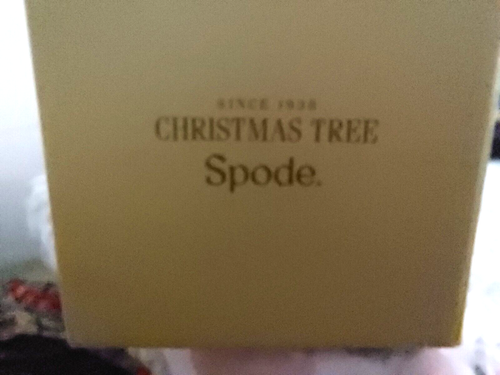 SINCE 1938
CHRISTMAS TREE
Spode.